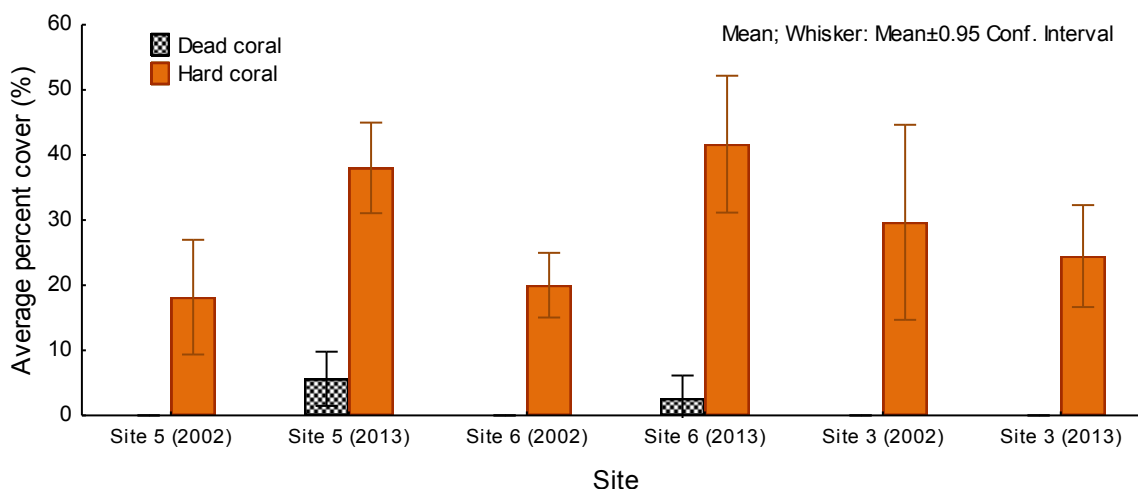 60
50
40
30
20
10
0
Average percent cover (%)
Dead coral
Hard coral
Mean; Whisker: Mean±0.95 Conf. Interval
Site 5 (2002)
Site 5 (2013)
Site 6 (2002)
Site 6 (2013)
Site 3 (2002)
Site 3 (2013)
Site